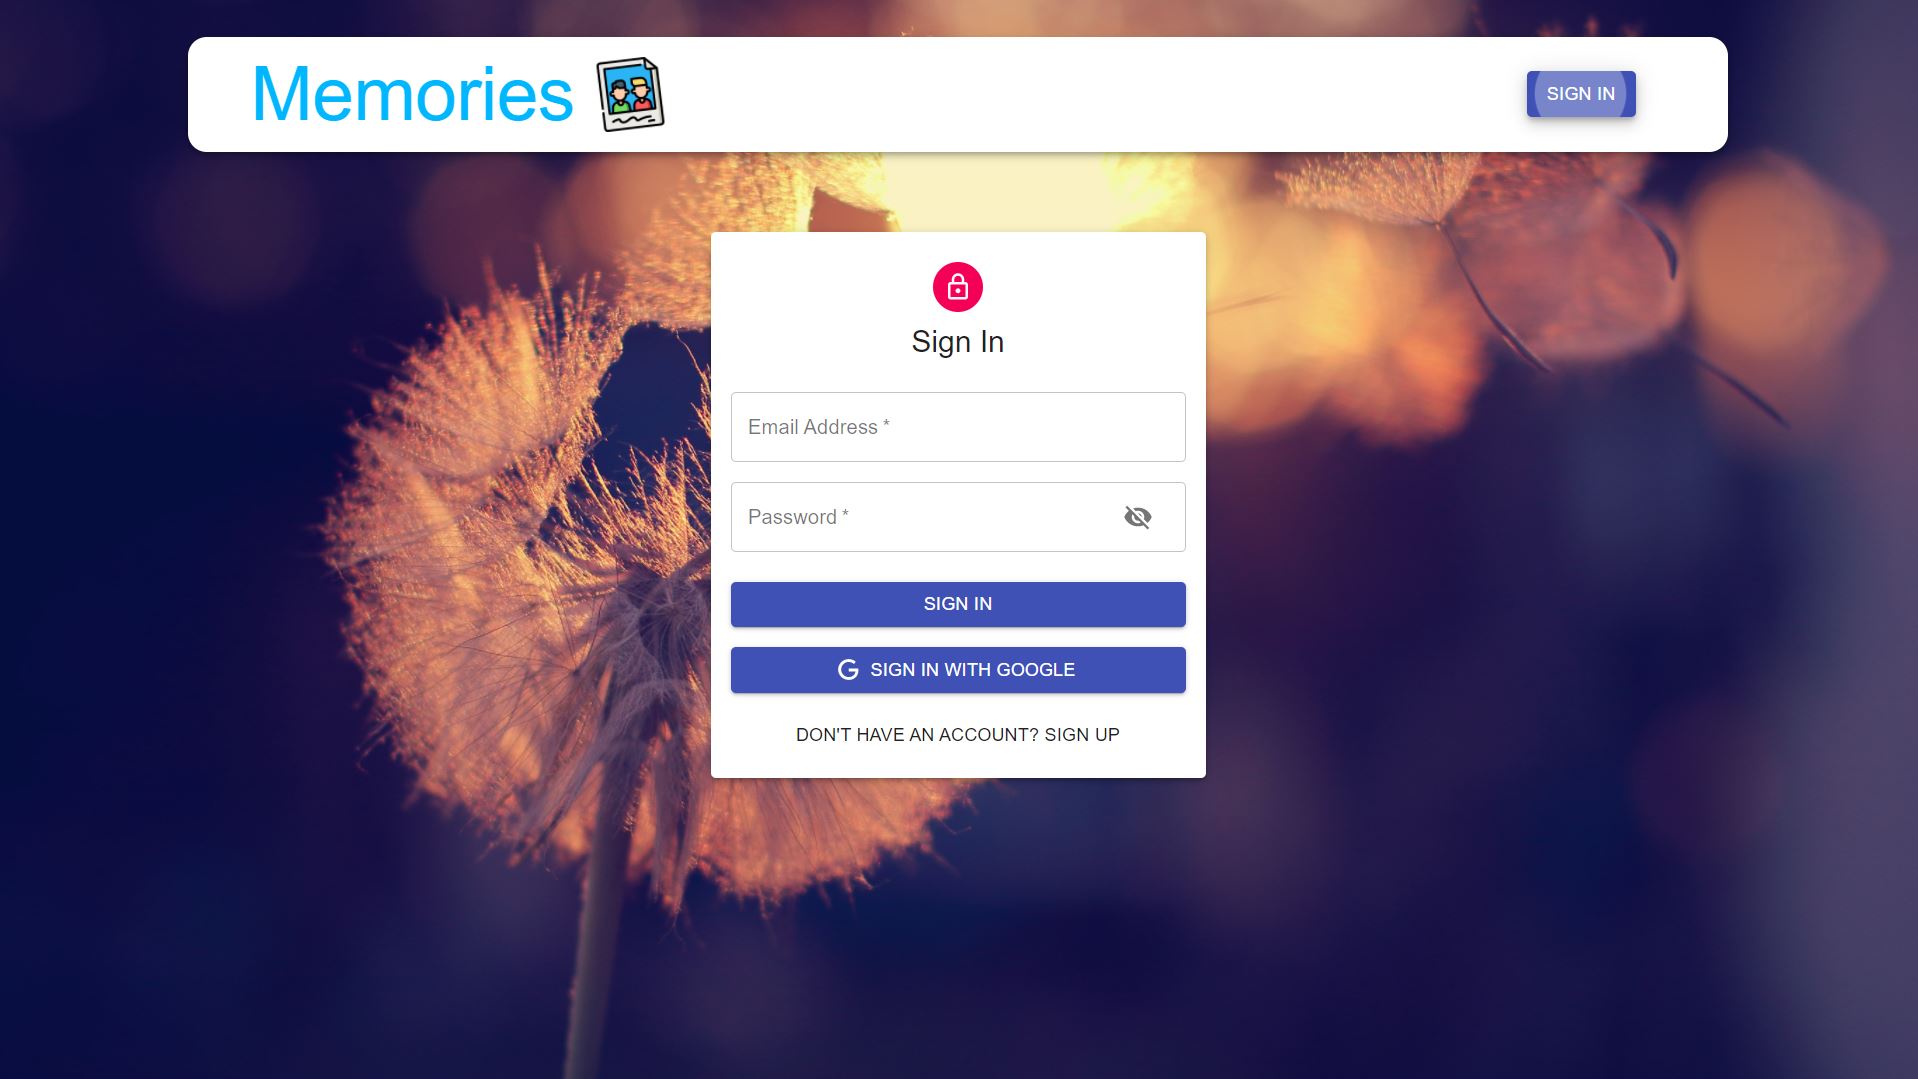 Memories
SIGN IN
Sign In
Email Address *
Password *
SIGN IN
SIGN IN WITH GOOGLE
DON'T HAVE AN ACCOUNT? SIGN UP